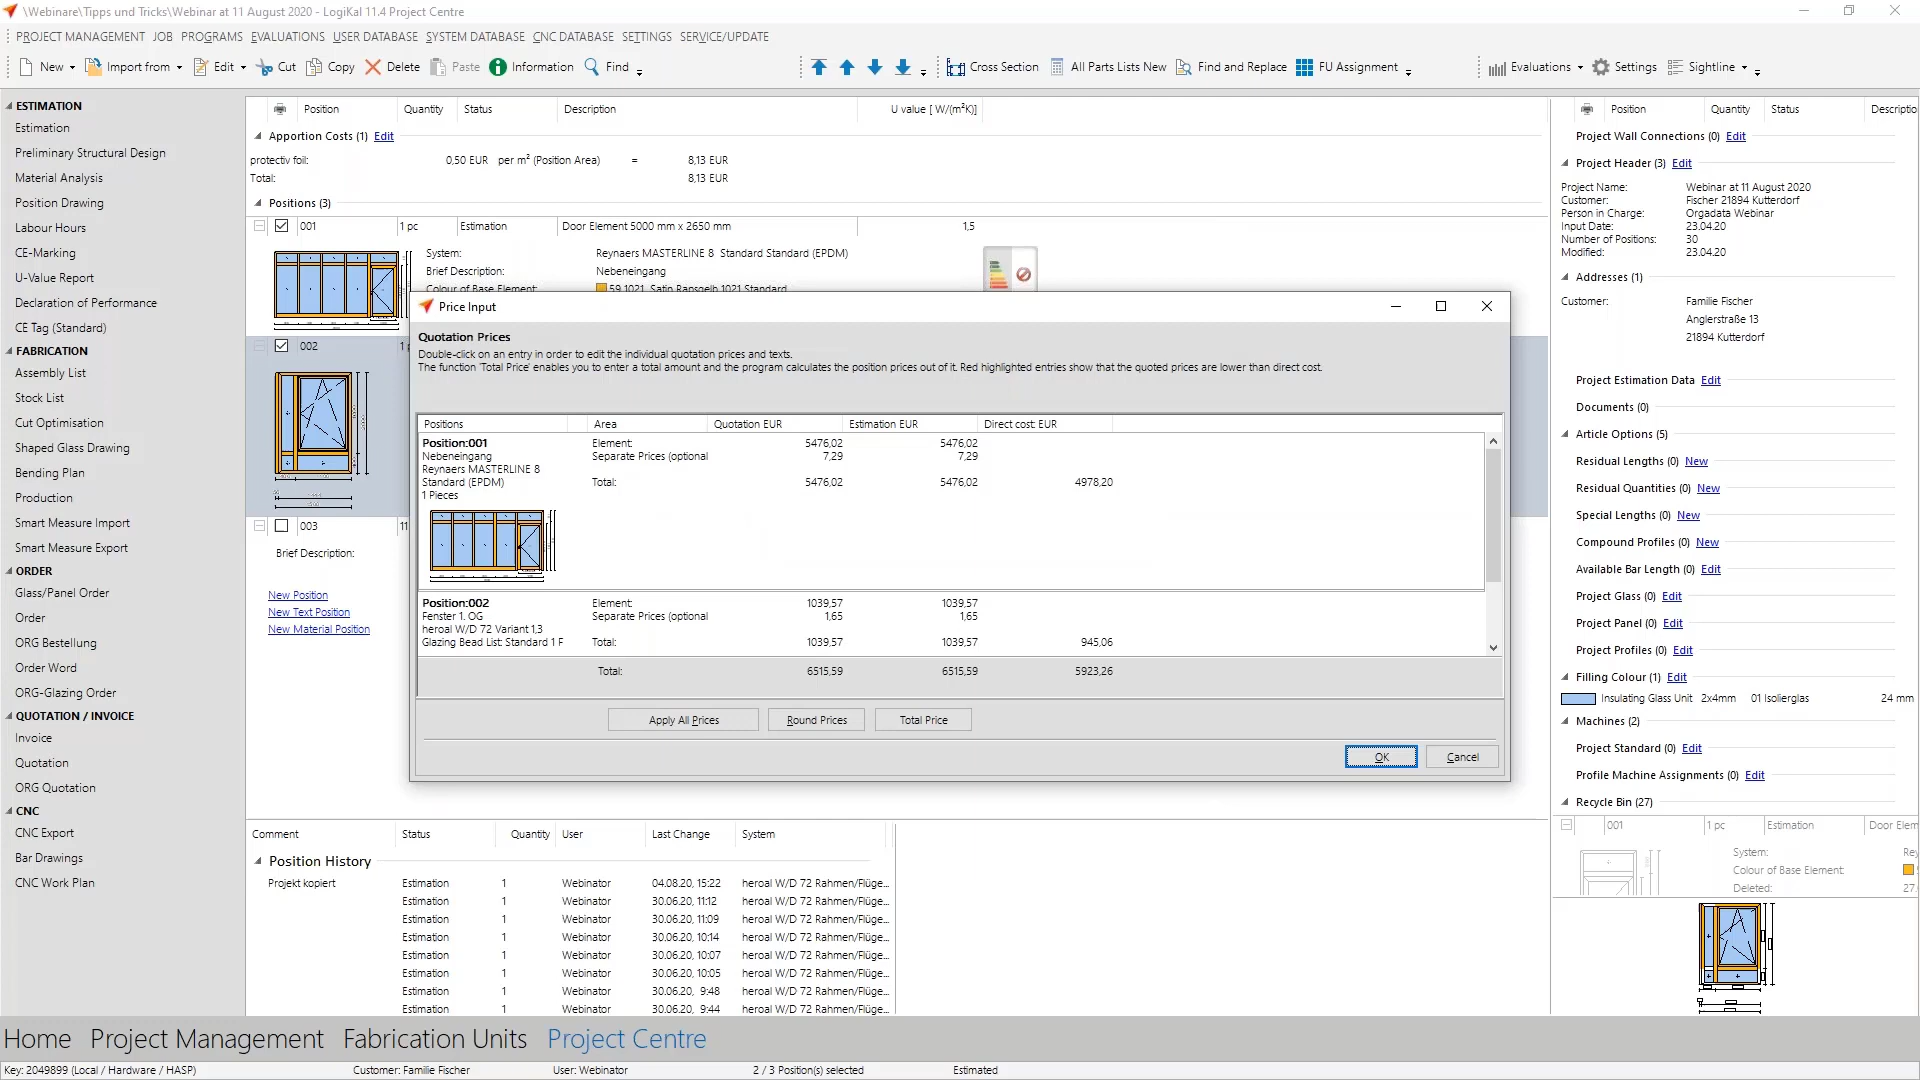 \Webinare\Tipps und Tricks\Webinar at 11 August 2020 - LogiKal 11.4 Project Centre
PROJECT MANAGEMENT JOB PROGRAMS EVALUATIONS USER DATABASE SYSTEM DATABASE CNC DATABASE SETTINGS SERVICE/UPDATE
New Import from Edit Cut Copy Delete Paste Information Find Cross Section All Parts Lists New Find and Replace FU Assignment Evaluations Settings Sightline
ESTIMATION
Estimation
Preliminary Structural Design
Material Analysis
Position Drawing
Labour Hours
CE-Marking
U-Value Report
Declaration of Performance
CE Tag (Standard)
FABRICATION
Assembly List
Stock List
Cut Optimisation
Shaped Glass Drawing
Bending Plan
Production
Smart Measure Import
Smart Measure Export
ORDER
Glass/Panel Order
Order
ORG Bestellung
Order Word
ORG-Glazing Order
QUOTATION / INVOICE
Invoice
Quotation
ORG Quotation
CNC
CNC Export
Bar Drawings
CNC Work Plan
Position Quantity Status Description U value [ W/(m²K)]
Apportion Costs (1) Edit
protectiv foil: 0,50 EUR per m² (Position Area) = 8,13 EUR
Total: 8,13 EUR
Positions (3)
001 1 pc Estimation Door Element 5000 mm x 2650 mm 1,5
System: Reynaers MASTERLINE 8 Standard Standard (EPDM)
Brief Description: Nebeneingang
Colour of Base Element: 59 1021 Satin Rapsgelb 1021 Standard
002
003
Brief Description:
New Position
New Text Position
New Material Position
Price Input
Quotation Prices
Double-click on an entry in order to edit the individual quotation prices and texts.
The function 'Total Price' enables you to enter a total amount and the program calculates the position prices out of it. Red highlighted entries show that the quoted prices are lower than direct cost.
Positions Area Quotation EUR Estimation EUR Direct cost: EUR
Position:001 Element: 5476,02 5476,02
Nebeneingang Separate Prices (optional 7,29 7,29
Reynaers MASTERLINE 8
Standard (EPDM) Total: 5476,02 5476,02 4978,20
1 Pieces
Position:002 Element: 1039,57 1039,57
Fenster 1. OG Separate Prices (optional 1,65 1,65
heroal W/D 72 Variant 1,3
Glazing Bead List: Standard 1 F Total: 1039,57 1039,57 945,06
Total: 6515,59 6515,59 5923,26
Apply All Prices Round Prices Total Price
OK Cancel
Comment Status Quantity User Last Change System
Position History
Projekt kopiert Estimation 1 Webinator 04.08.20, 15:22 heroal W/D 72 Rahmen/Flüge...
Estimation 1 Webinator 30.06.20, 11:12 heroal W/D 72 Rahmen/Flüge...
Estimation 1 Webinator 30.06.20, 11:09 heroal W/D 72 Rahmen/Flüge...
Estimation 1 Webinator 30.06.20, 10:14 heroal W/D 72 Rahmen/Flüge...
Estimation 1 Webinator 30.06.20, 10:07 heroal W/D 72 Rahmen/Flüge...
Estimation 1 Webinator 30.06.20, 10:05 heroal W/D 72 Rahmen/Flüge...
Estimation 1 Webinator 30.06.20, 9:48 heroal W/D 72 Rahmen/Flüge...
Estimation 1 Webinator 30.06.20, 9:44 heroal W/D 72 Rahmen/Flüge...
Position Quantity Status Descriptio
Project Wall Connections (0) Edit
Project Header (3) Edit
Project Name: Webinar at 11 August 2020
Customer: Fischer 21894 Kutterdorf
Person in Charge: Orgadata Webinar
Input Date: 23.04.20
Number of Positions: 30
Modified: 23.04.20
Addresses (1)
Customer: Familie Fischer
Anglerstraße 13
21894 Kutterdorf
Project Estimation Data Edit
Documents (0)
Article Options (5)
Residual Lengths (0) New
Residual Quantities (0) New
Special Lengths (0) New
Compound Profiles (0) New
Available Bar Length (0) Edit
Project Glass (0) Edit
Project Panel (0) Edit
Project Profiles (0) Edit
Filling Colour (1) Edit
Insulating Glass Unit 2x4mm 01 Isolierglas 24 mm
Machines (2)
Project Standard (0) Edit
Profile Machine Assignments (0) Edit
Recycle Bin (27)
001 1 pc Estimation Door Elem
System: Rey
Colour of Base Element:
Deleted: 27.
Home Project Management Fabrication Units Project Centre
Key: 2049899 (Local / Hardware / HASP) Customer: Familie Fischer User: Webinator 2 / 3 Position(s) selected Estimated